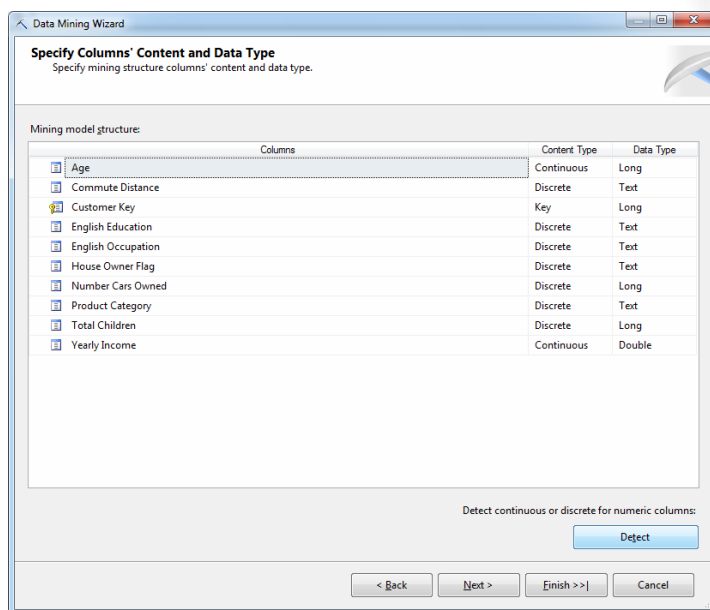 Data Mining Wizard
Specify Columns' Content and Data Type
Specify mining structure columns' content and data type.
Mining model structure:
Columns Content Type Data Type
Age Continuous Long
Commute Distance Discrete Text
Customer Key Key Long
English Education Discrete Text
English Occupation Discrete Text
House Owner Flag Discrete Text
Number Cars Owned Discrete Long
Product Category Discrete Text
Total Children Discrete Long
Yearly Income Continuous Double
Detect continuous or discrete for numeric columns:
Detect
< Back Next > Finish >>| Cancel